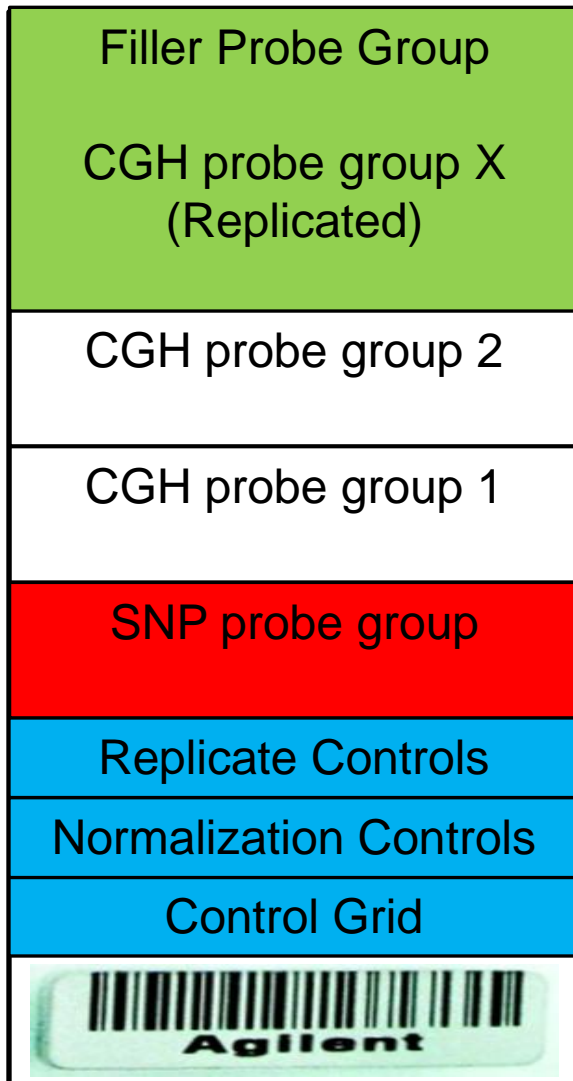 Filler Probe Group
CGH probe group X
(Replicated)
CGH probe group 2
CGH probe group 1
SNP probe group
Replicate Controls
Normalization Controls
Control Grid
Agilent